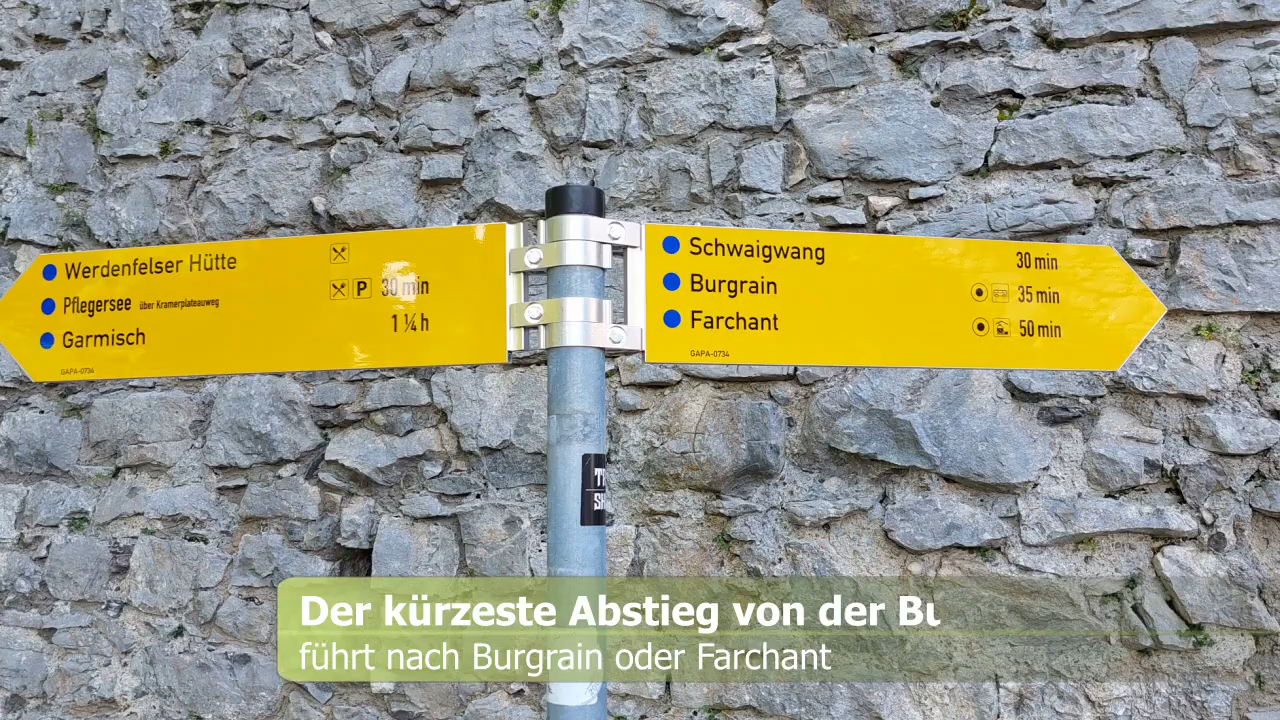 Werdenfelser Hütte
Pflegersee über Kramerplateauweg P 30 min
Garmisch 1 ¼ h
GAPA-0734
Schwaigwang 30 min
Burgrain 35 min
Farchant 50 min
GAPA-0734
Der kürzeste Abstieg von der
führt nach Burgrain oder Farchant